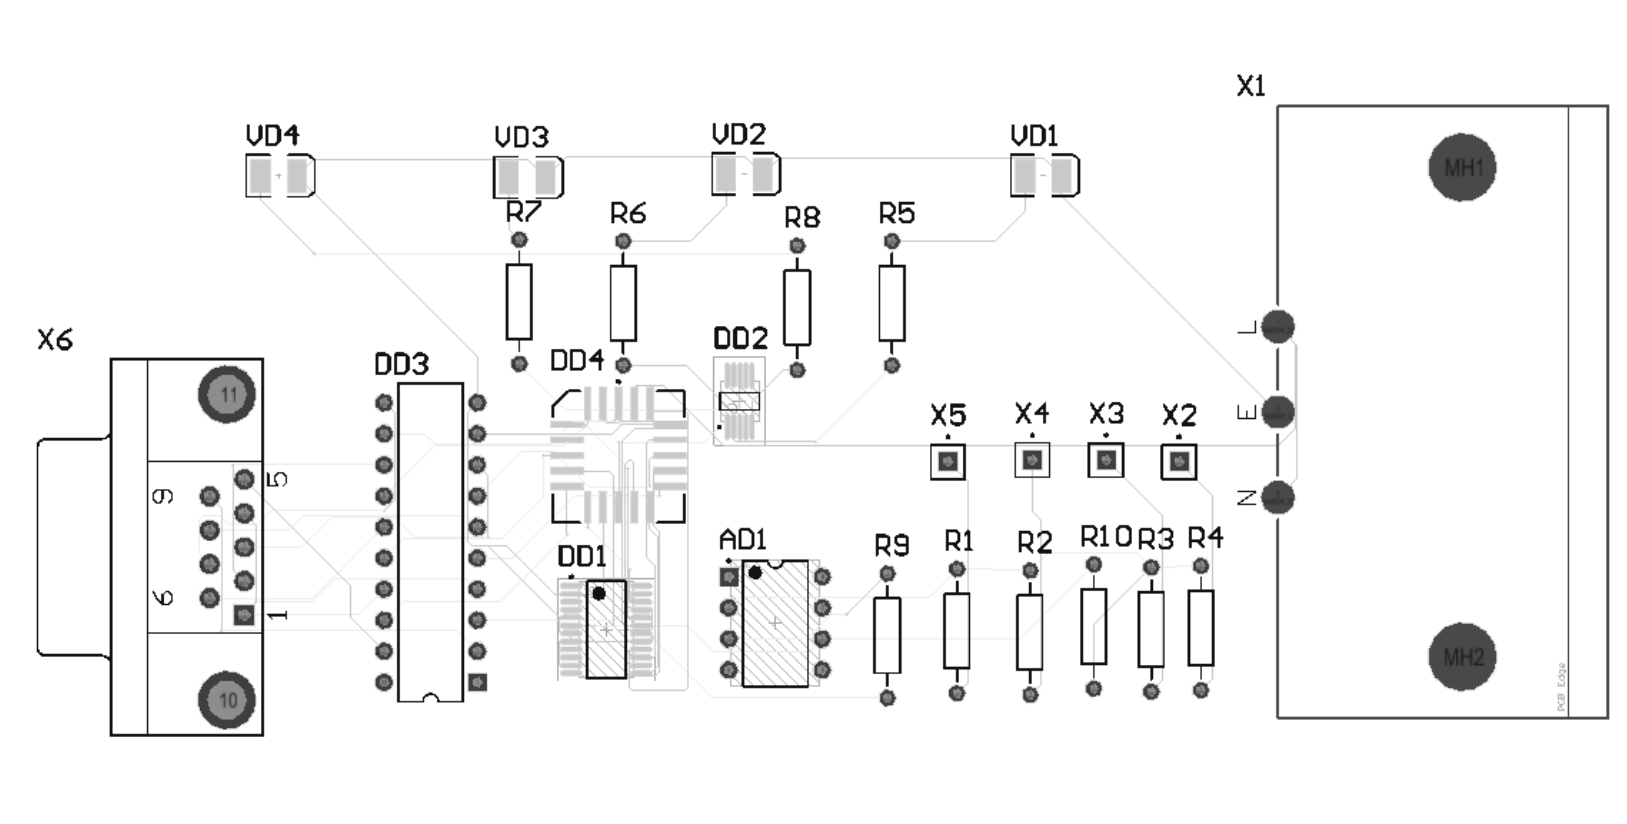 X1
VD4 VD3 VD2 VD1
MH1
R7 R6 R8 R5
L
X6 DD3 DD4 DD2
11
E
X5 X4 X3 X2
5
9
N
AD1 R9 R1 R2 R10 R3 R4
DD1
6
1
MH2
PCB Edge
10